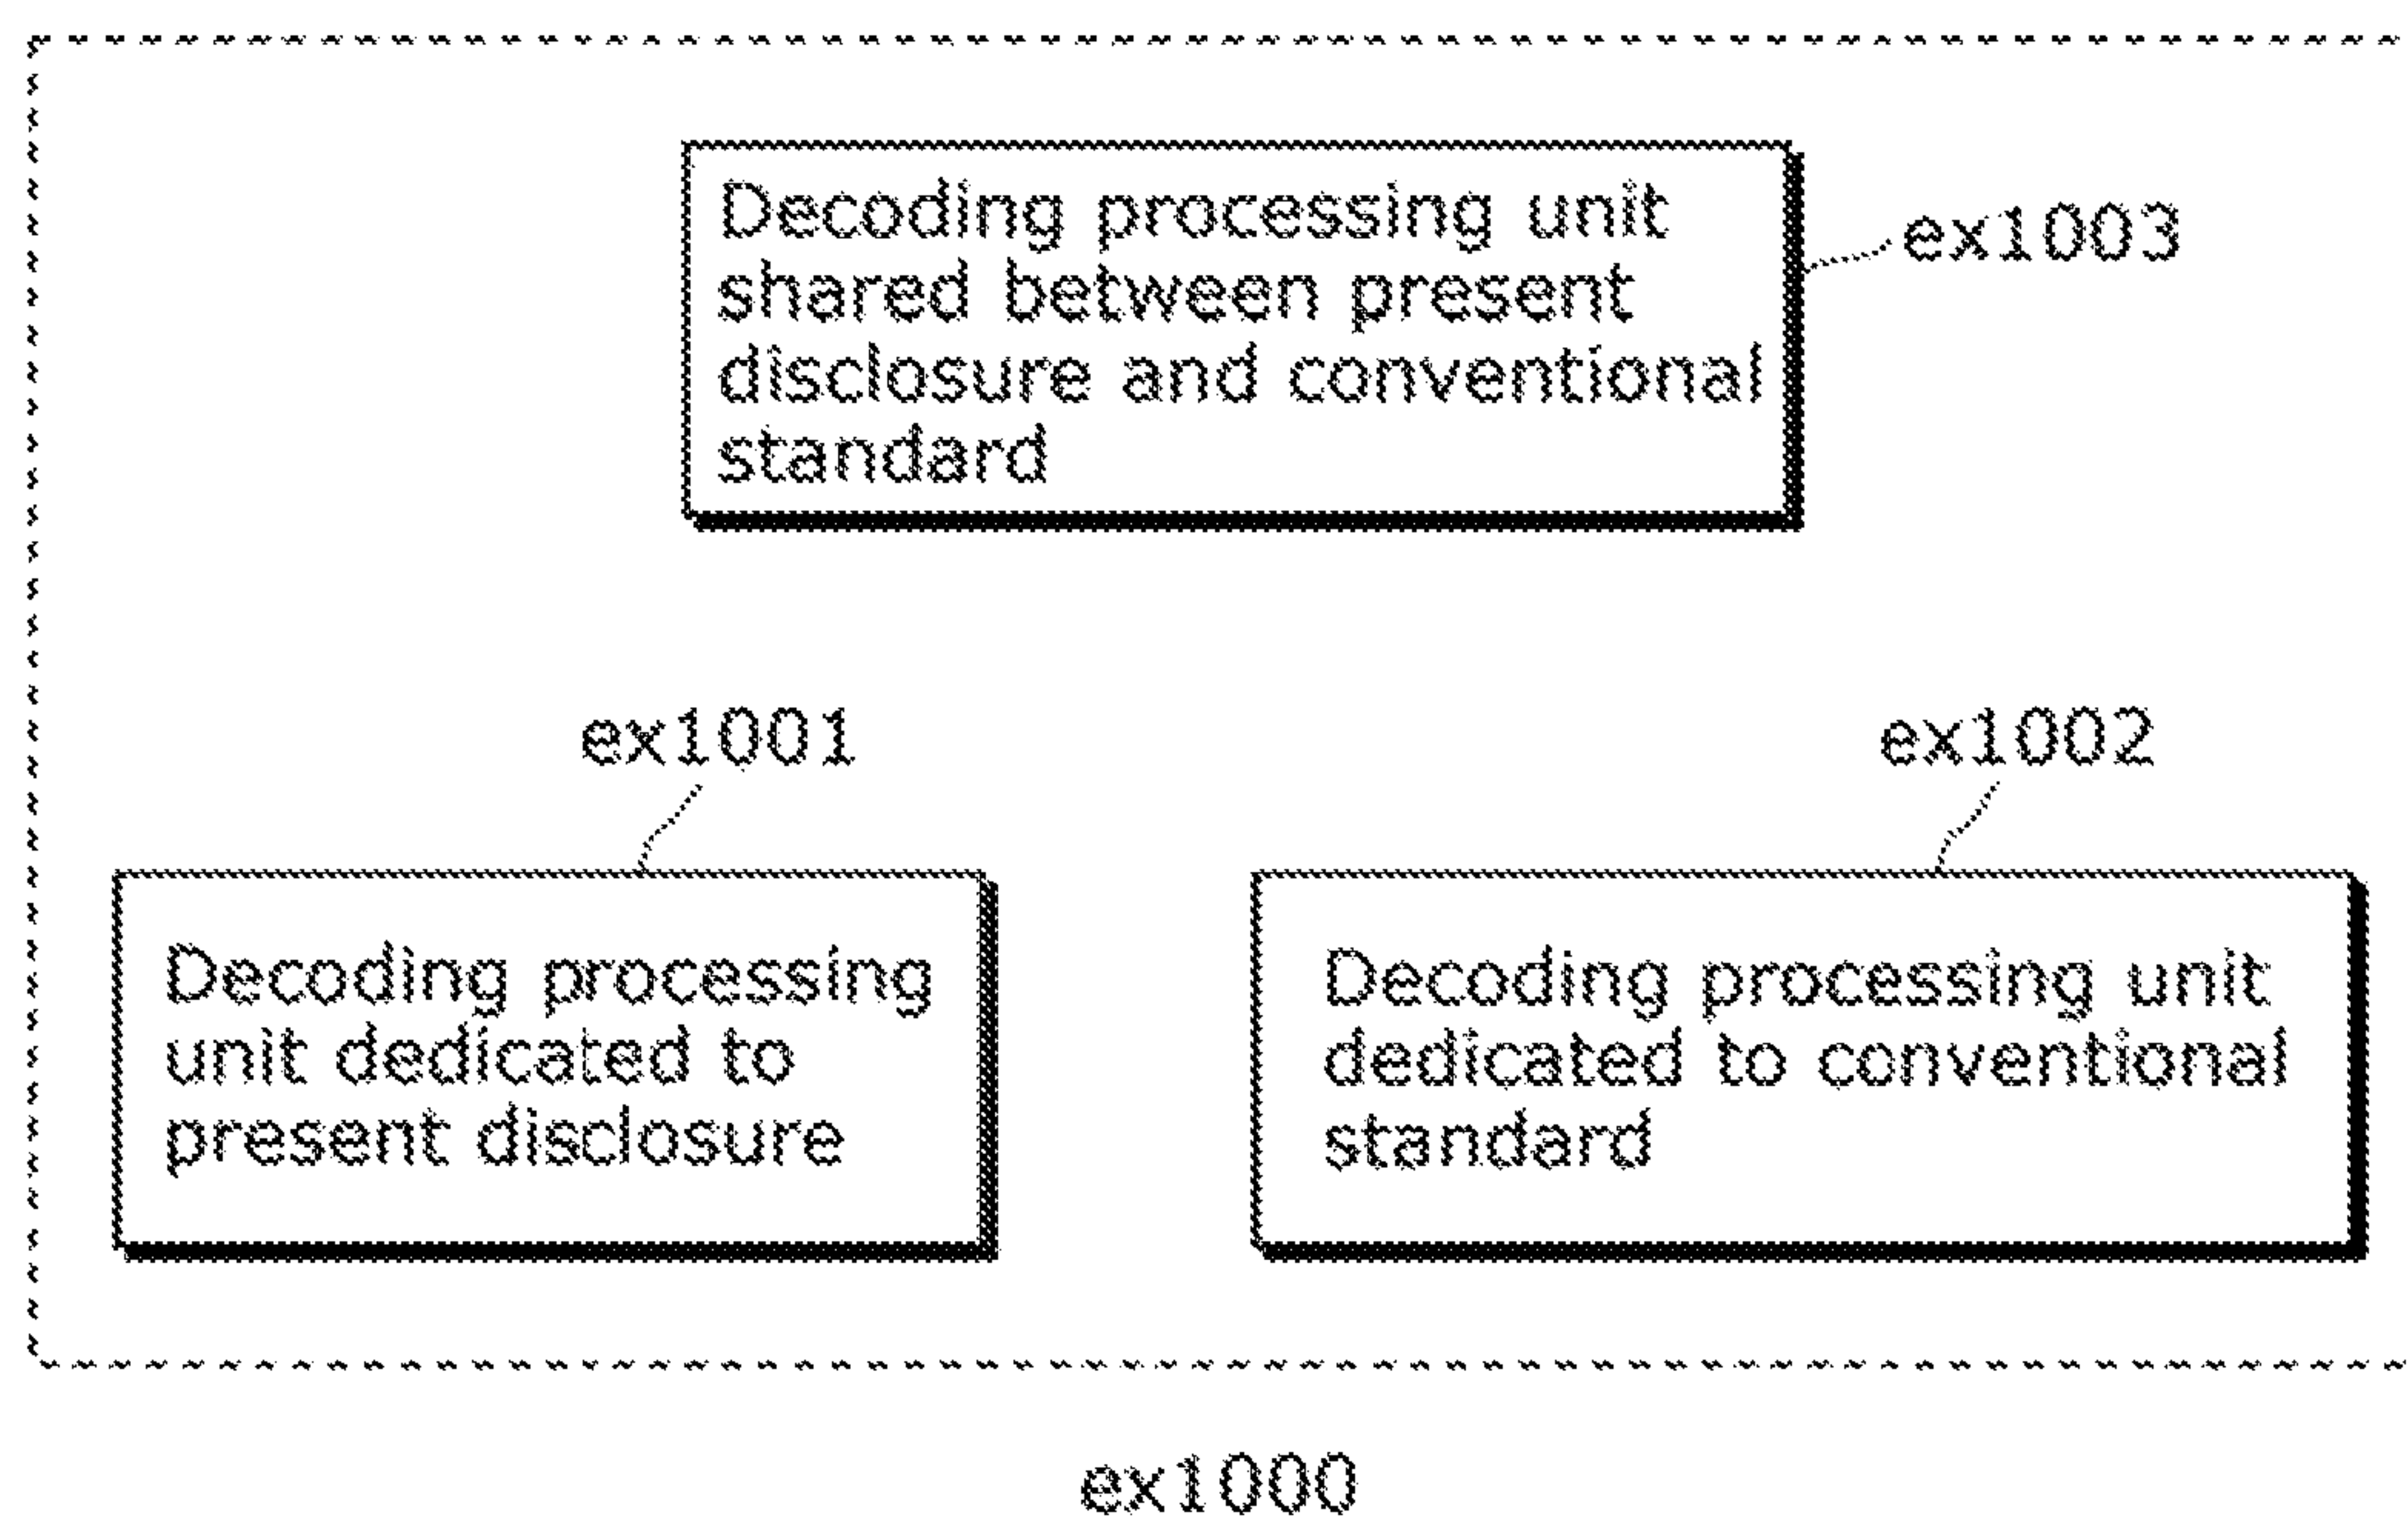 Decoding processing unit
shared between present
disclosure and conventional
standard
ex1003
ex1001
ex1002
Decoding processing
unit dedicated to
present disclosure
Decoding processing unit
dedicated to conventional
standard
ex1000